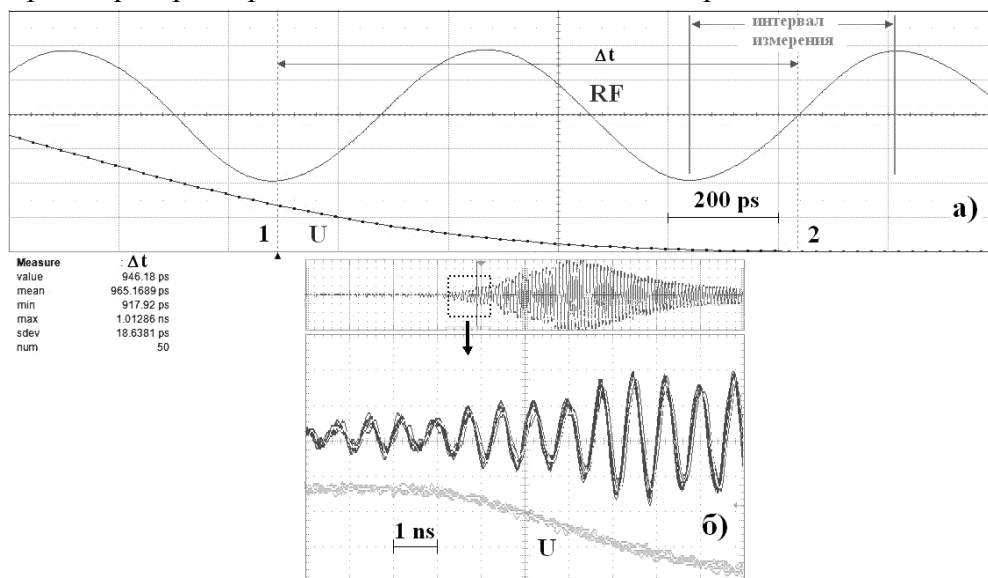 интервал
измерения
Δt
RF
200 ps
а)
1 U 2
Measure : Δt
value 946.18 ps
mean 965.1689 ps
min 917.92 ps
max 1.01286 ns
sdev 18.6381 ps
num 50
1 ns
U
б)